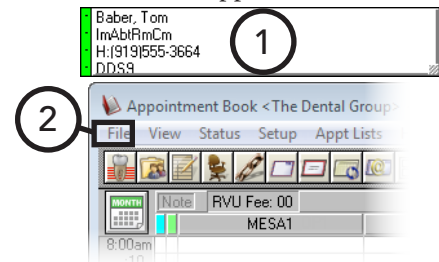 Baber, Tom
ImAbtRmCm
H:(919)555-3664
DDS9
1
2
Appointment Book <The Dental Group>
File View Status Setup Appt Lists
MONTH Note RVU Fee: 00
MESA1
8:00am
:10